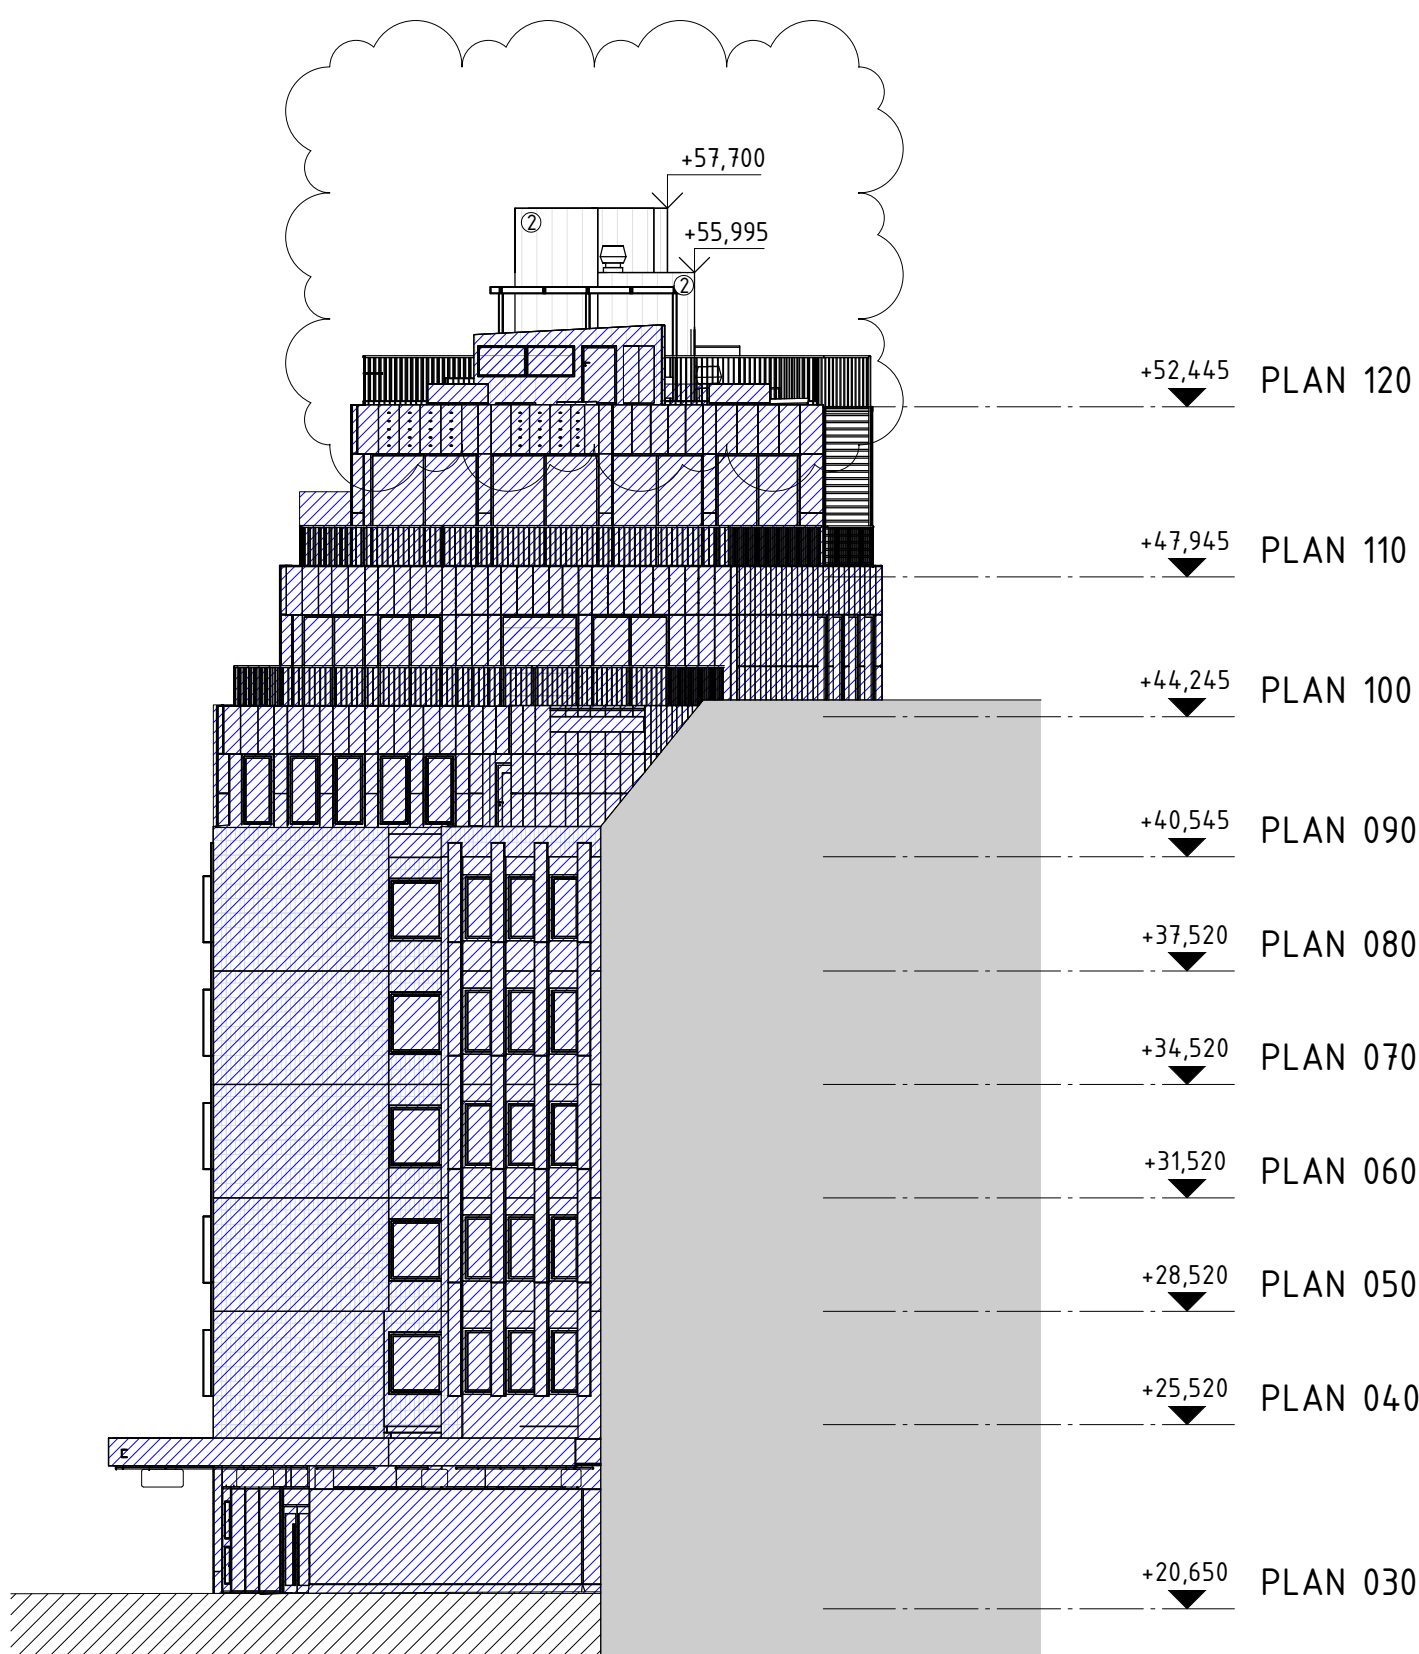 +57,700
2
+55,995
2
+52,445 PLAN 120
+47,945 PLAN 110
+44,245 PLAN 100
+40,545 PLAN 090
+37,520 PLAN 080
+34,520 PLAN 070
+31,520 PLAN 060
+28,520 PLAN 050
+25,520 PLAN 040
+20,650 PLAN 030